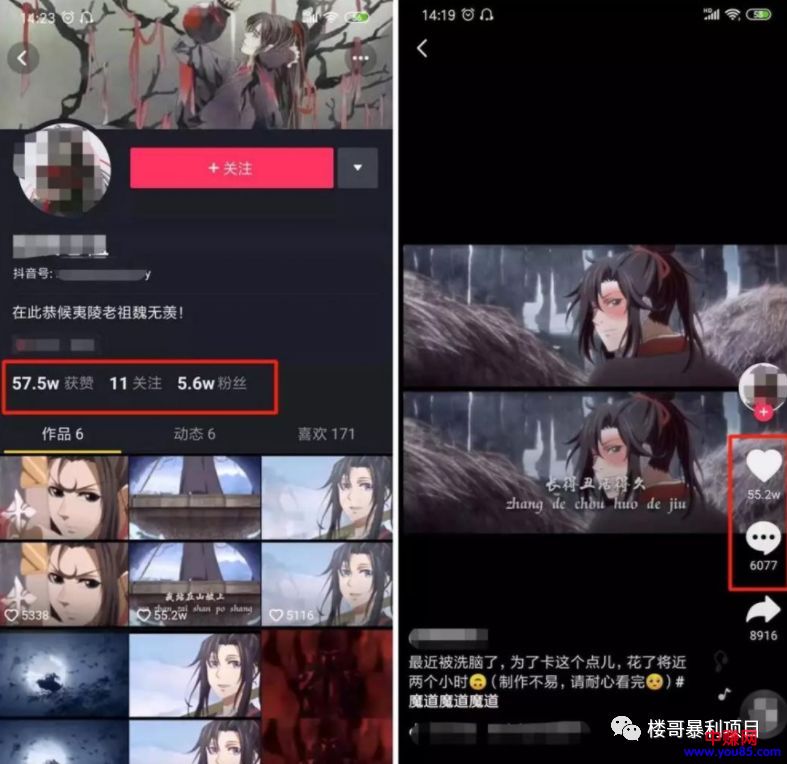 14:23
56
+ 关注
抖音号:
y
在此恭候夷陵老祖魏无羡!
57.5w 获赞 11 关注 5.6w 粉丝
作品 6 动态 6 喜欢 171
我站在山坡上
wo zhan zai shan po shang
5338 55.2w 5116
14:19
HD
58
长得丑活得久
zhang de chou huo de jiu
55.2w
6077
8916
最近被洗脑了，为了卡这个点儿，花了将近
两个小时🙃（制作不易，请耐心看完🥺）#
魔道魔道魔道
楼哥暴利项目
中赚网
www.you85.com